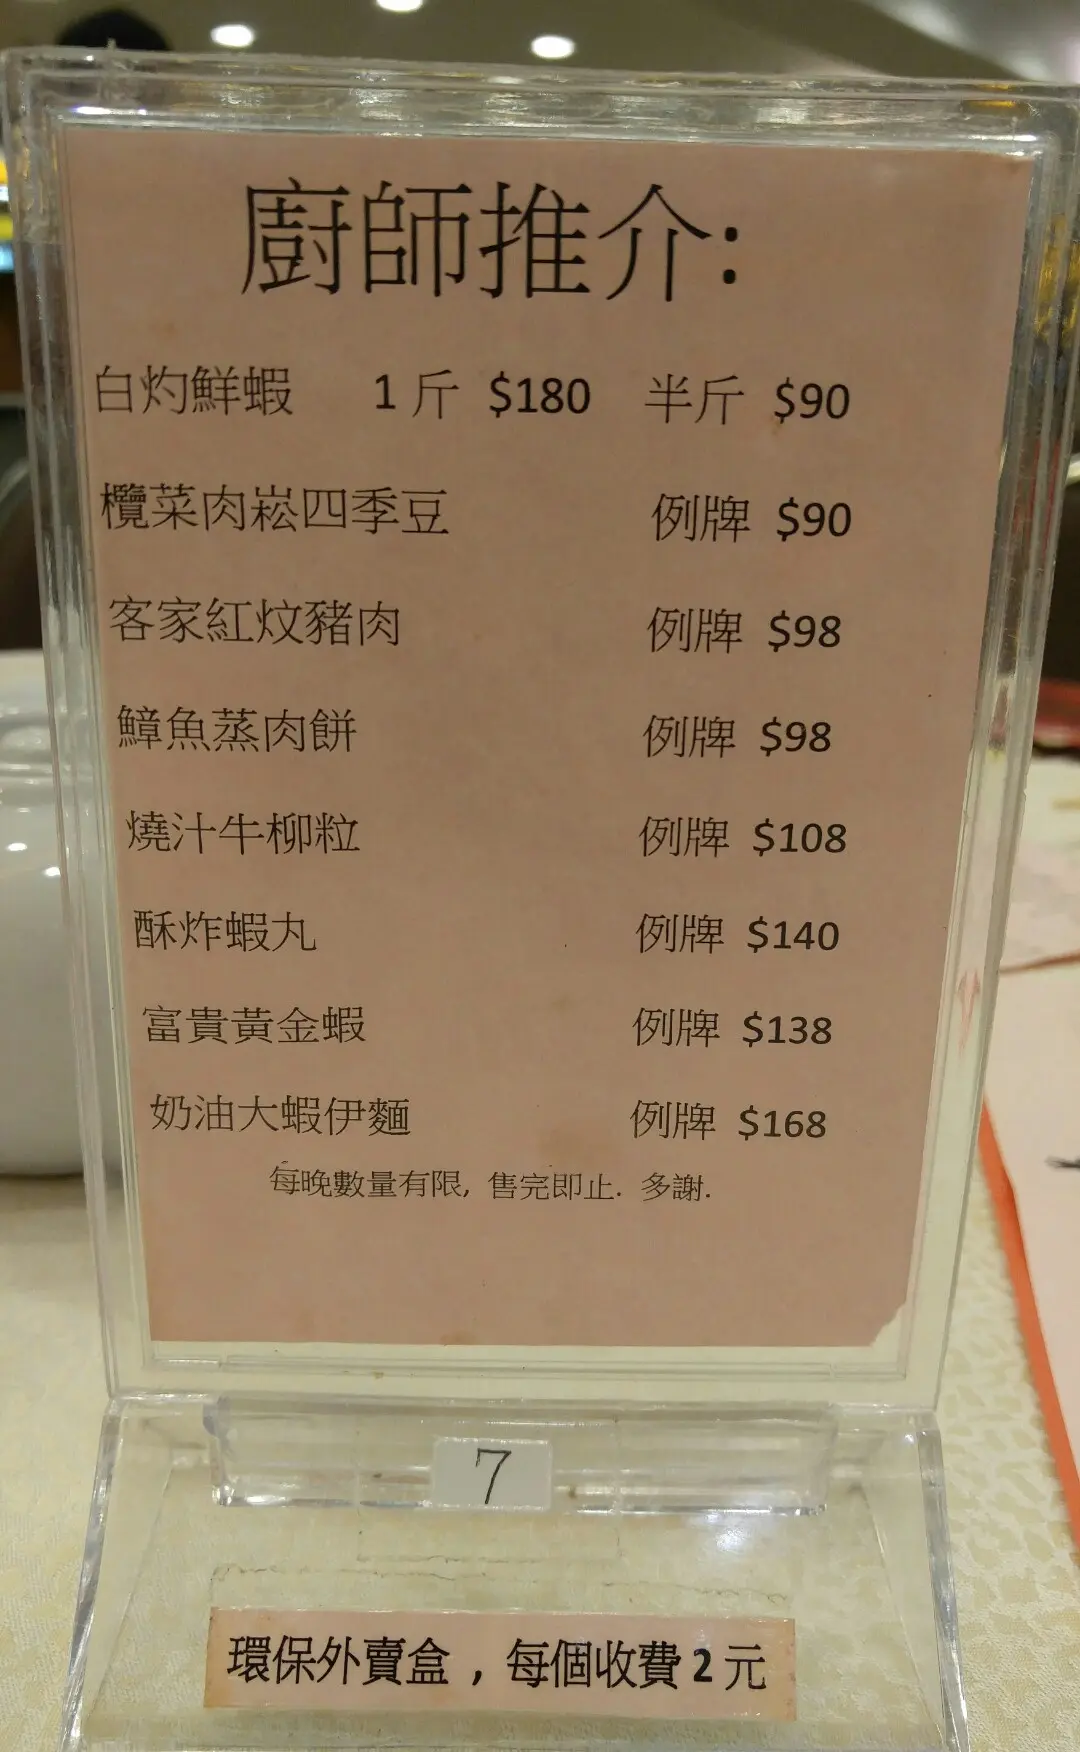 廚師推介:
白灼鮮蝦 1斤 $180 半斤 $90
欖菜肉崧四季豆 例牌 $90
客家紅炆豬肉 例牌 $98
鱆魚蒸肉餅 例牌 $98
燒汁牛柳粒 例牌 $108
酥炸蝦丸 例牌 $140
富貴黃金蝦 例牌 $138
奶油大蝦伊麵 例牌 $168
每晚數量有限, 售完即止. 多謝.
7
環保外賣盒，每個收費2元